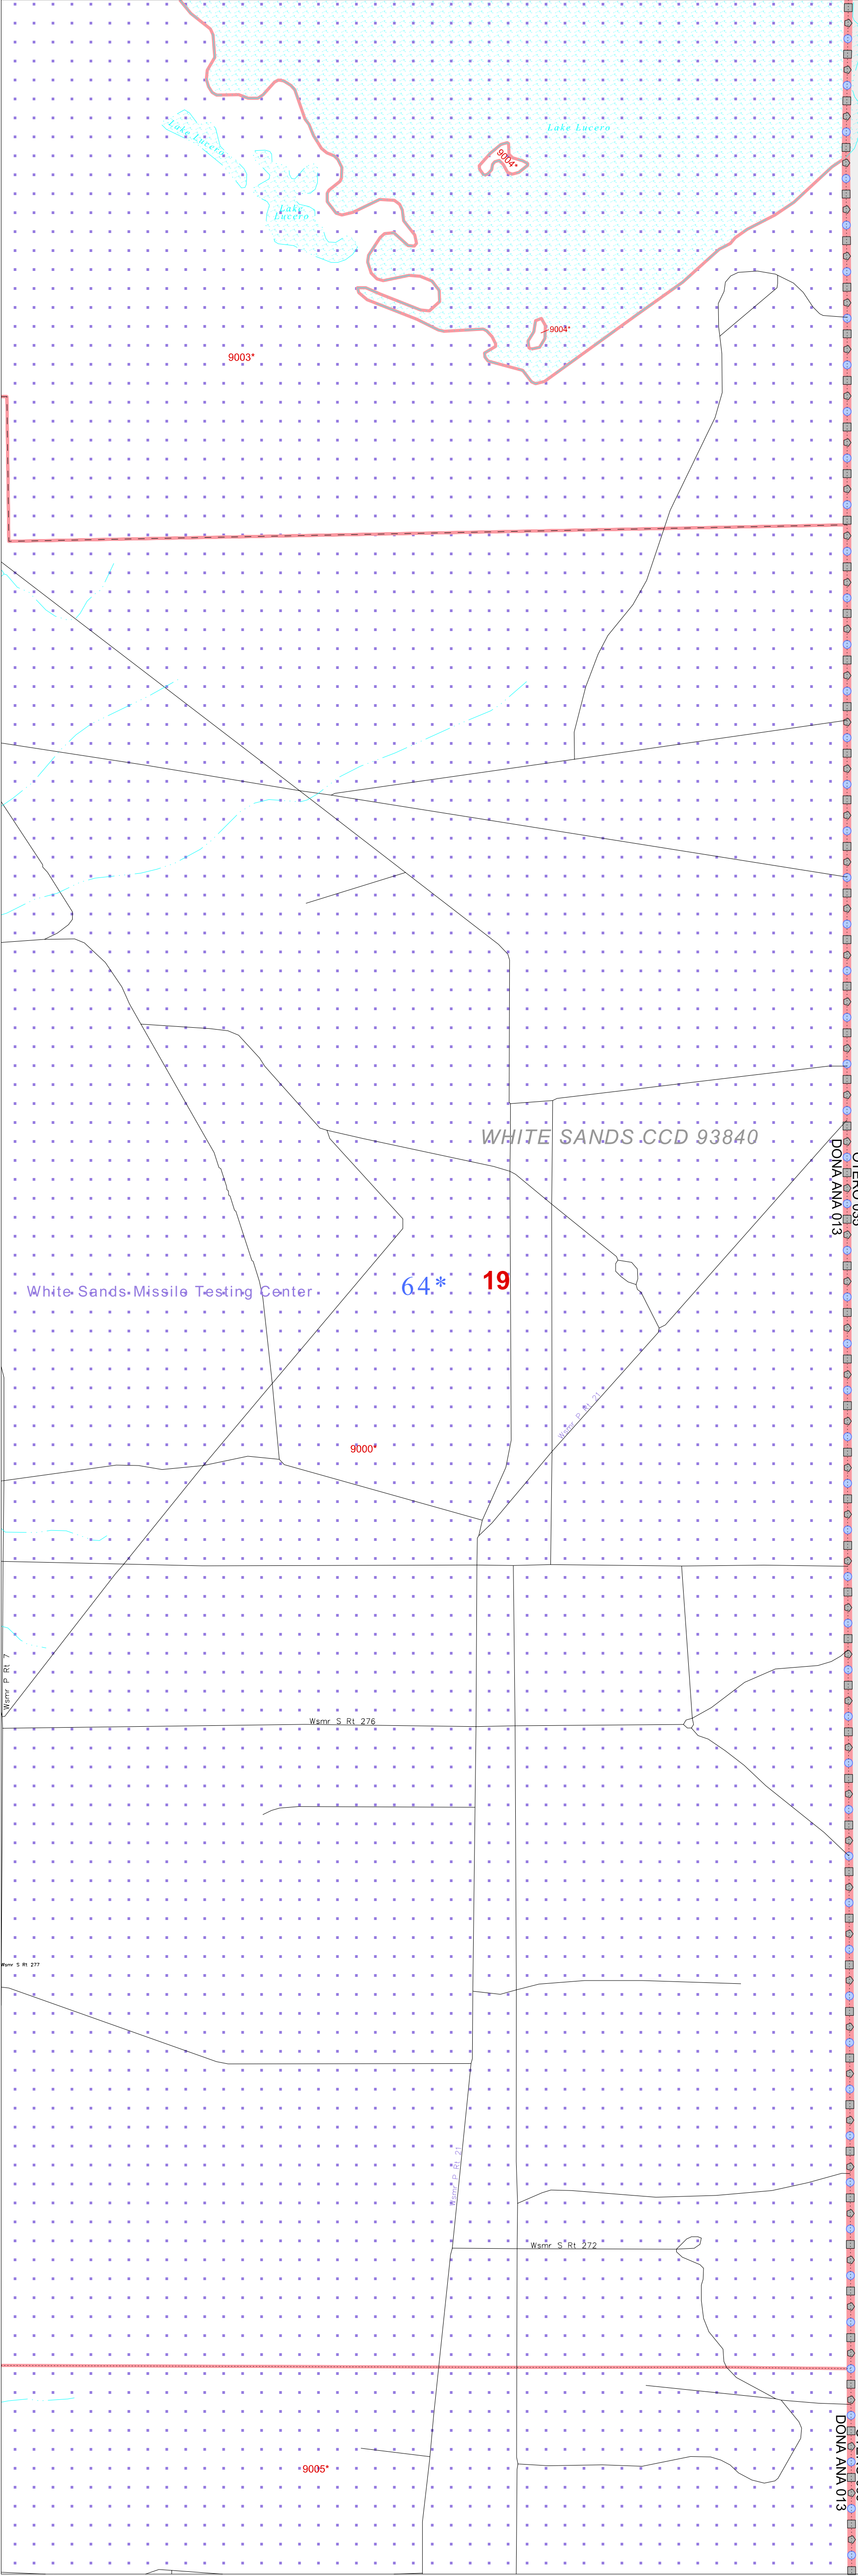 Lake Lucero
Lake Lucero
9004*
Lake
Lucero
9004*
9003*
WHITE SANDS CCD 93840
OTERO 035
DONA ANA 013
White Sands Missile Testing Center
64*
19
Wsmr P Rt 21
9000*
Wsmr P Rt 7
Wsmr S Rt 276
Wsmr S Rt 277
Wsmr P Rt 21
Wsmr S Rt 272
DONA ANA 013
9005*